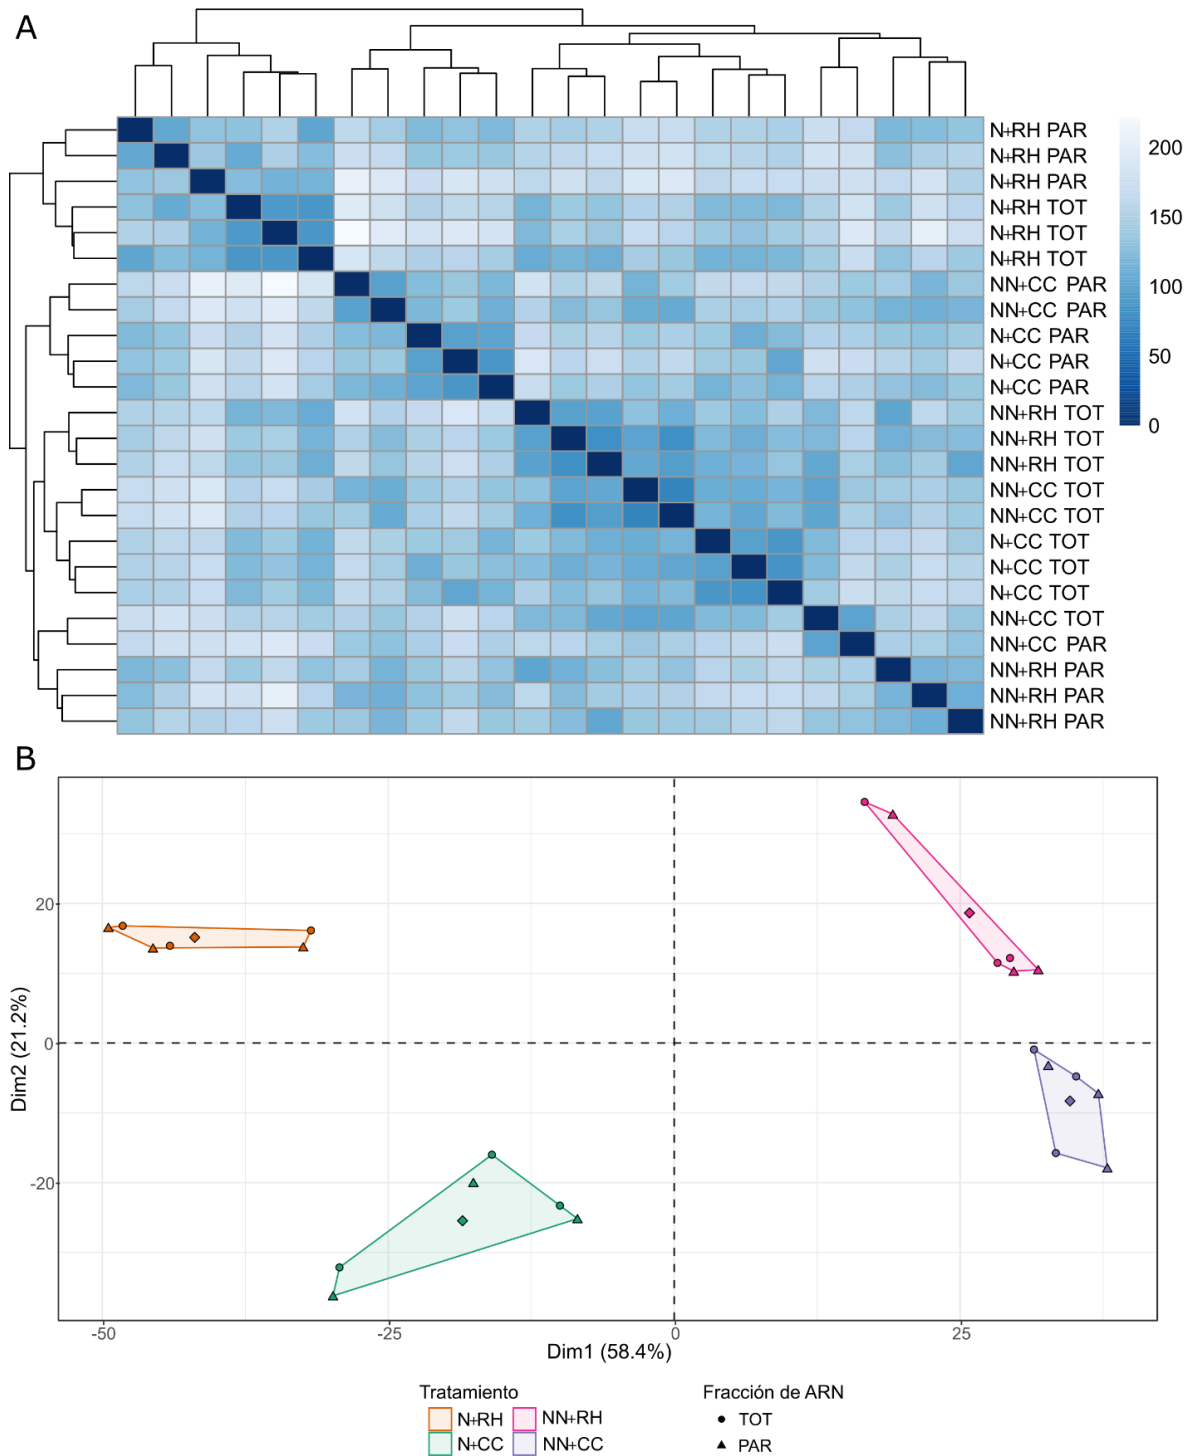 A
N+RH PAR
N+RH PAR
N+RH PAR
N+RH TOT
N+RH TOT
N+RH TOT
NN+CC PAR
NN+CC PAR
N+CC PAR
N+CC PAR
N+CC PAR
NN+RH TOT
NN+RH TOT
NN+RH TOT
NN+CC TOT
NN+CC TOT
N+CC TOT
N+CC TOT
N+CC TOT
NN+CC TOT
NN+CC PAR
NN+RH PAR
NN+RH PAR
NN+RH PAR
200
150
100
50
0
B
20
0
-20
Dim2 (21.2%)
-50
-25
0
25
Dim1 (58.4%)
Tratamiento
N+RH
NN+RH
N+CC
NN+CC
Fracción de ARN
TOT
PAR